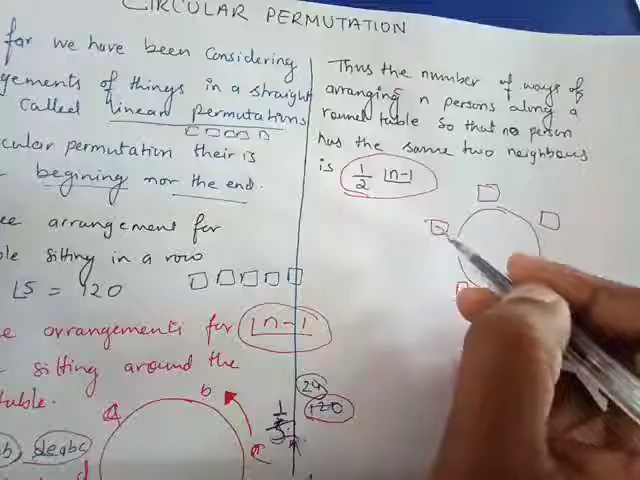 CIRCULAR PERMUTATION
far we have been Considering
gements of things in a straight
Called linear permutations
cular permutation their is
begining nor the end.
ee arrangement for
ple sitting in a row
⌊5 = 120
e arrangements for ⌊n-1
sitting around the
table.
b
a
d
deabc
24
120
Thus the number of ways of
arranging n persons along a
round table so that no person
has the same two neighbours
is 1/2 ⌊n-1